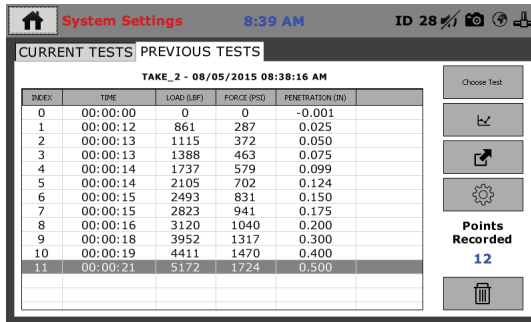 System Settings 8:39 AM ID 28
CURRENT TESTS PREVIOUS TESTS
TAKE_2 - 08/05/2015 08:38:16 AM
INDEX TIME LOAD (LBF) FORCE (PSI) PENETRATION (IN)
0 00:00:00 0 0 -0.001
1 00:00:12 861 287 0.025
2 00:00:13 1115 372 0.050
3 00:00:13 1388 463 0.075
4 00:00:14 1737 579 0.099
5 00:00:14 2105 702 0.124
6 00:00:15 2493 831 0.150
7 00:00:15 2823 941 0.175
8 00:00:16 3120 1040 0.200
9 00:00:18 3952 1317 0.300
10 00:00:19 4411 1470 0.400
11 00:00:21 5172 1724 0.500
Choose Test
Points
Recorded
12